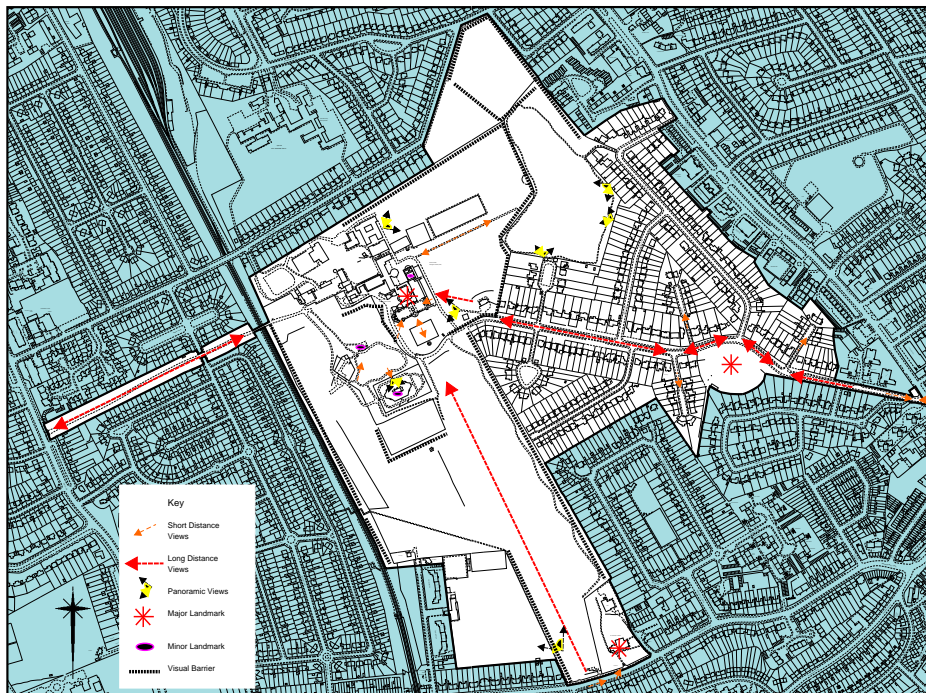 Key
Short Distance
Views
Long Distance
Views
Panoramic Views
Major Landmark
Minor Landmark
Visual Barrier